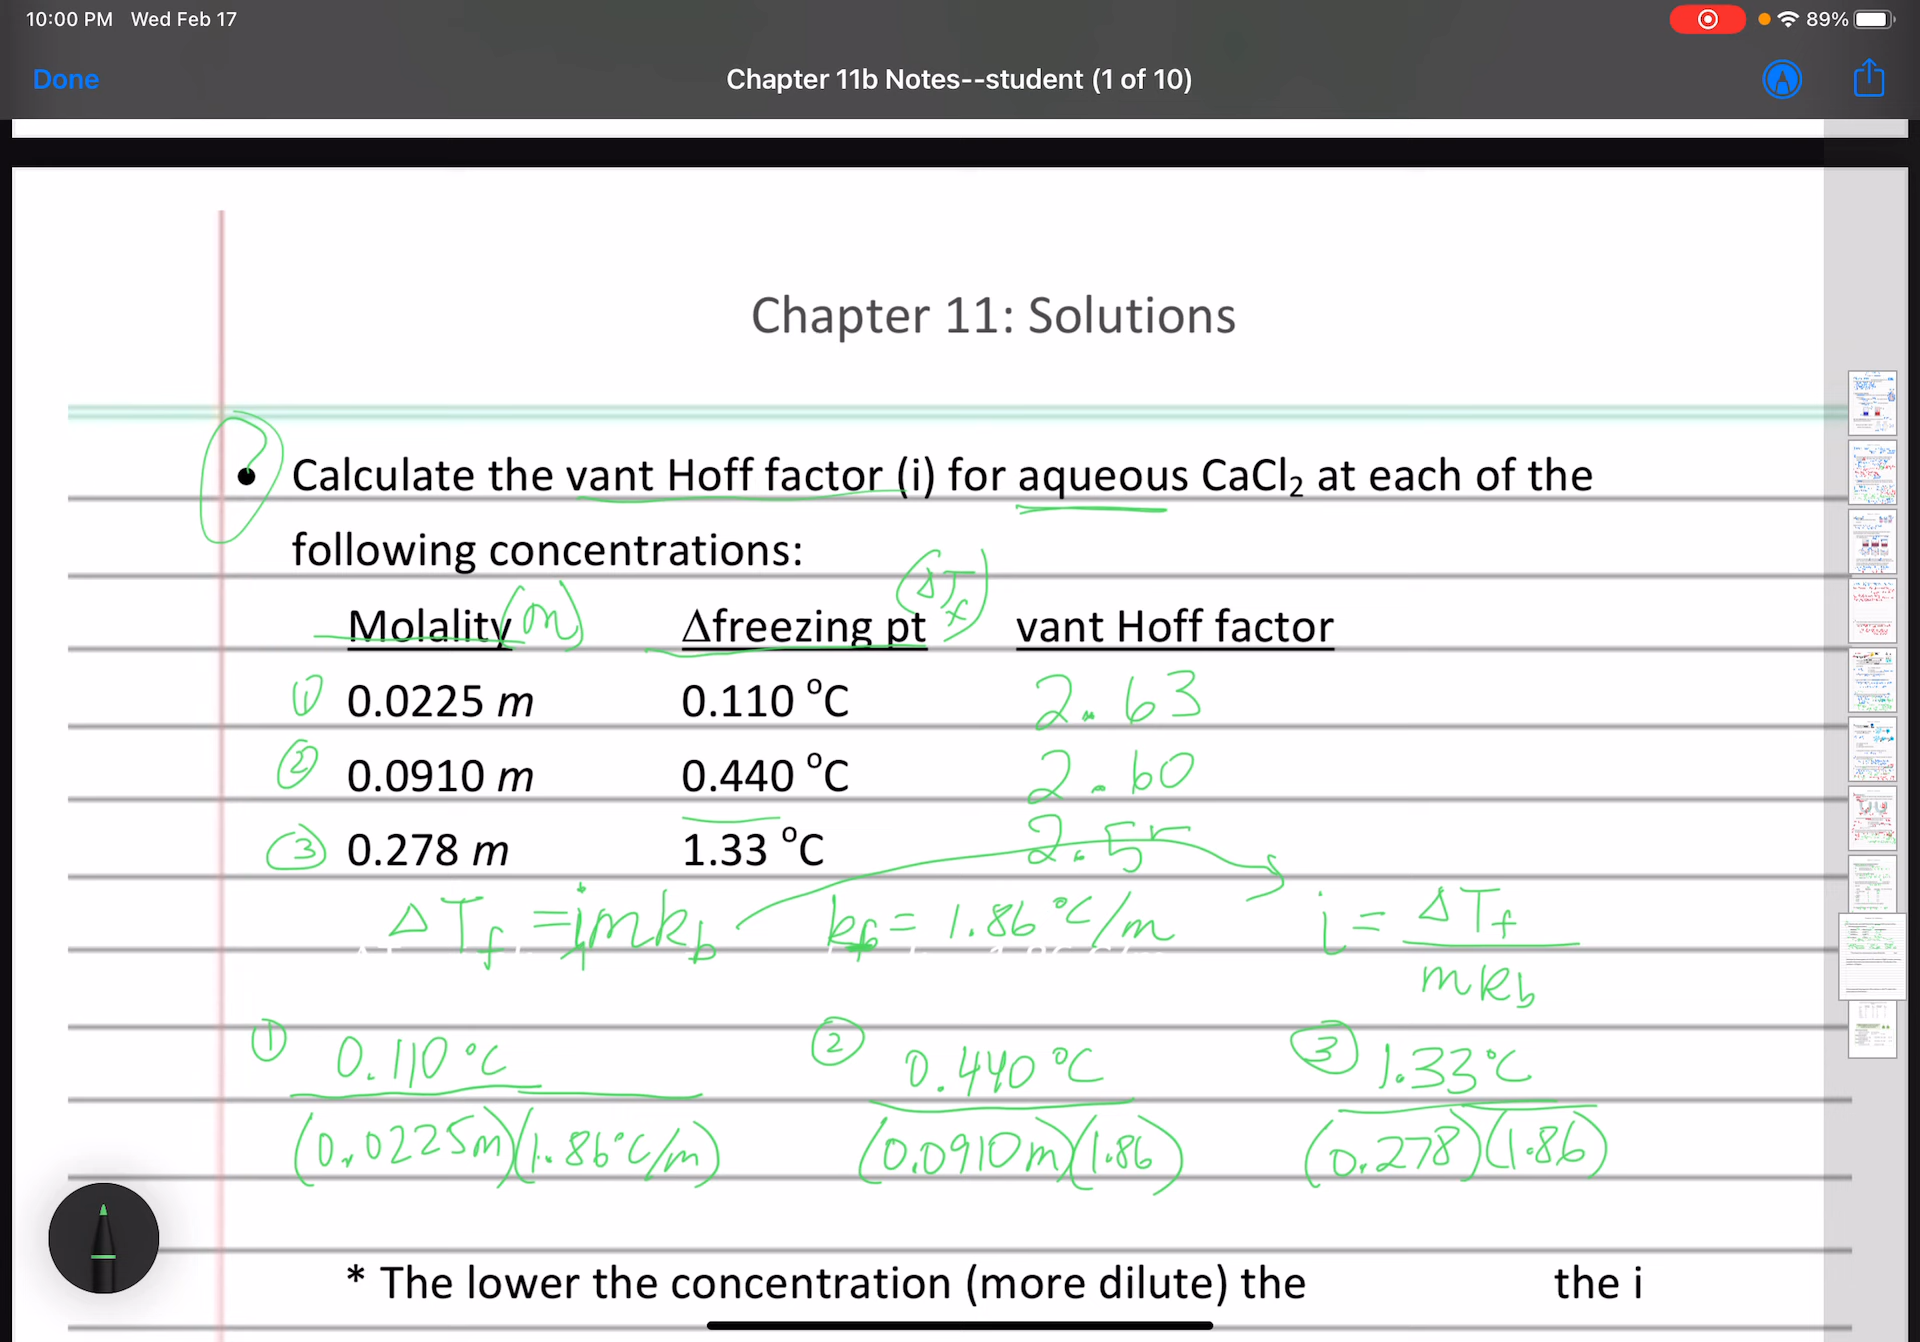 10:00 PM Wed Feb 17 89%
Done Chapter 11b Notes--student (1 of 10)
Chapter 11: Solutions
• Calculate the vant Hoff factor (i) for aqueous CaCl₂ at each of the
following concentrations:
Molality (m) Δfreezing pt (ΔTf) vant Hoff factor
① 0.0225 m 0.110 °C 2.63
② 0.0910 m 0.440 °C 2.60
③ 0.278 m 1.33 °C 2.55
ΔTf = imkb kf = 1.86 °C/m i = ΔTf / mkb
① 0.110 °C ② 0.440 °C ③ 1.33 °C
(0.0225m)(1.86°C/m) (0.0910m)(1.86) (0.278)(1.86)
* The lower the concentration (more dilute) the the i